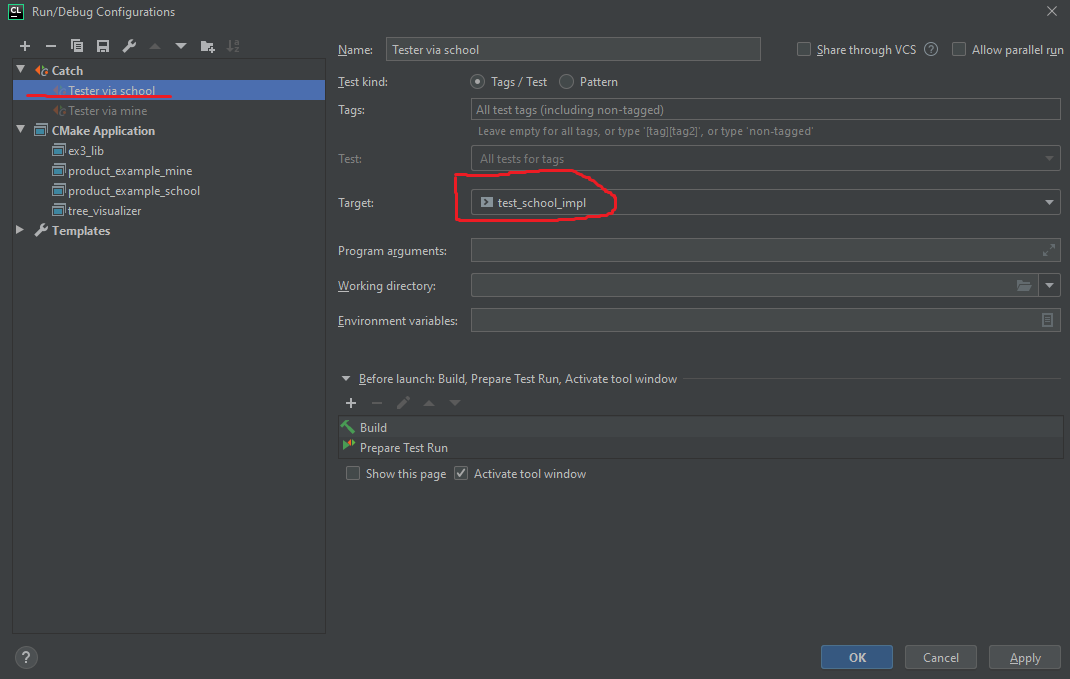 CL Run/Debug Configurations
Name: Tester via school Share through VCS ? Allow parallel run
Catch
Tester via school
Tester via mine
CMake Application
ex3_lib
product_example_mine
product_example_school
tree_visualizer
Templates
Test kind: Tags / Test Pattern
Tags: All test tags (including non-tagged)
Leave empty for all tags, or type '[tag][tag2]', or type 'non-tagged'
Test: All tests for tags
Target: test_school_impl
Program arguments:
Working directory:
Environment variables:
Before launch: Build, Prepare Test Run, Activate tool window
Build
Prepare Test Run
Show this page Activate tool window
? OK Cancel Apply